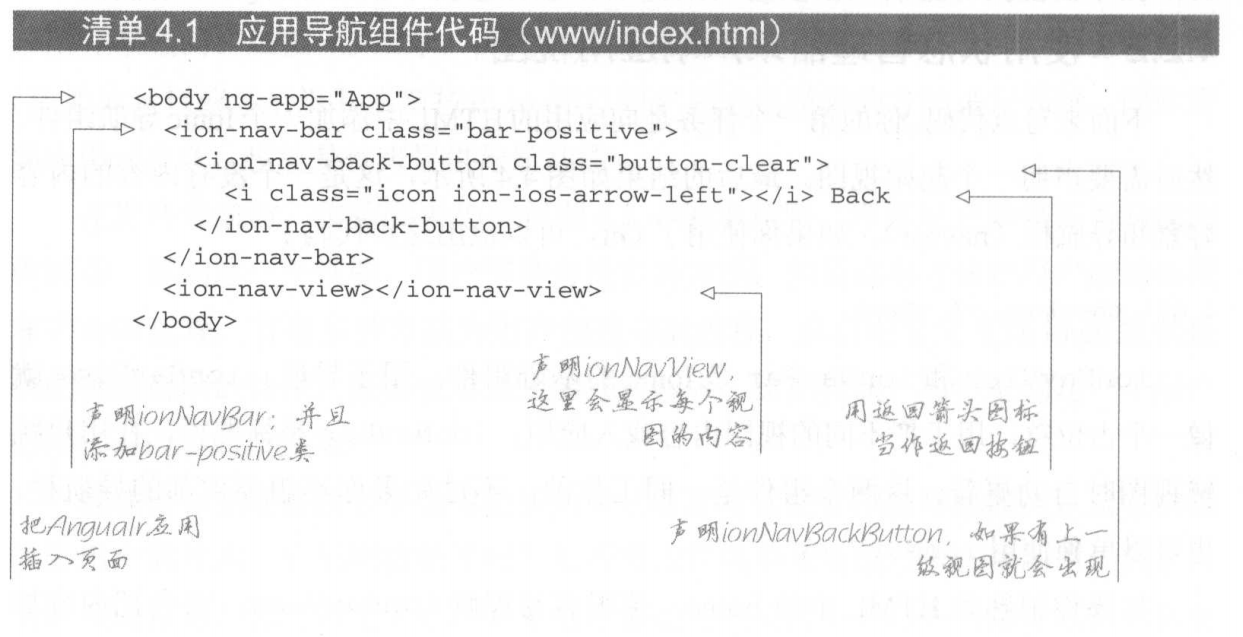 清单 4.1 应用导航组件代码（www/index.html）
<body ng-app="App">
<ion-nav-bar class="bar-positive">
<ion-nav-back-button class="button-clear">
<i class="icon ion-ios-arrow-left"></i> Back
</ion-nav-back-button>
</ion-nav-bar>
<ion-nav-view></ion-nav-view>
</body>
声明ionNavView，
这里会显示每个视
图的内容
声明ionNavBar；并且
添加bar-positive类
用返回箭头图标
当作返回按钮
把Angualr应用
插入页面
声明ionNavBackButton，如果有上一
级视图就会出现